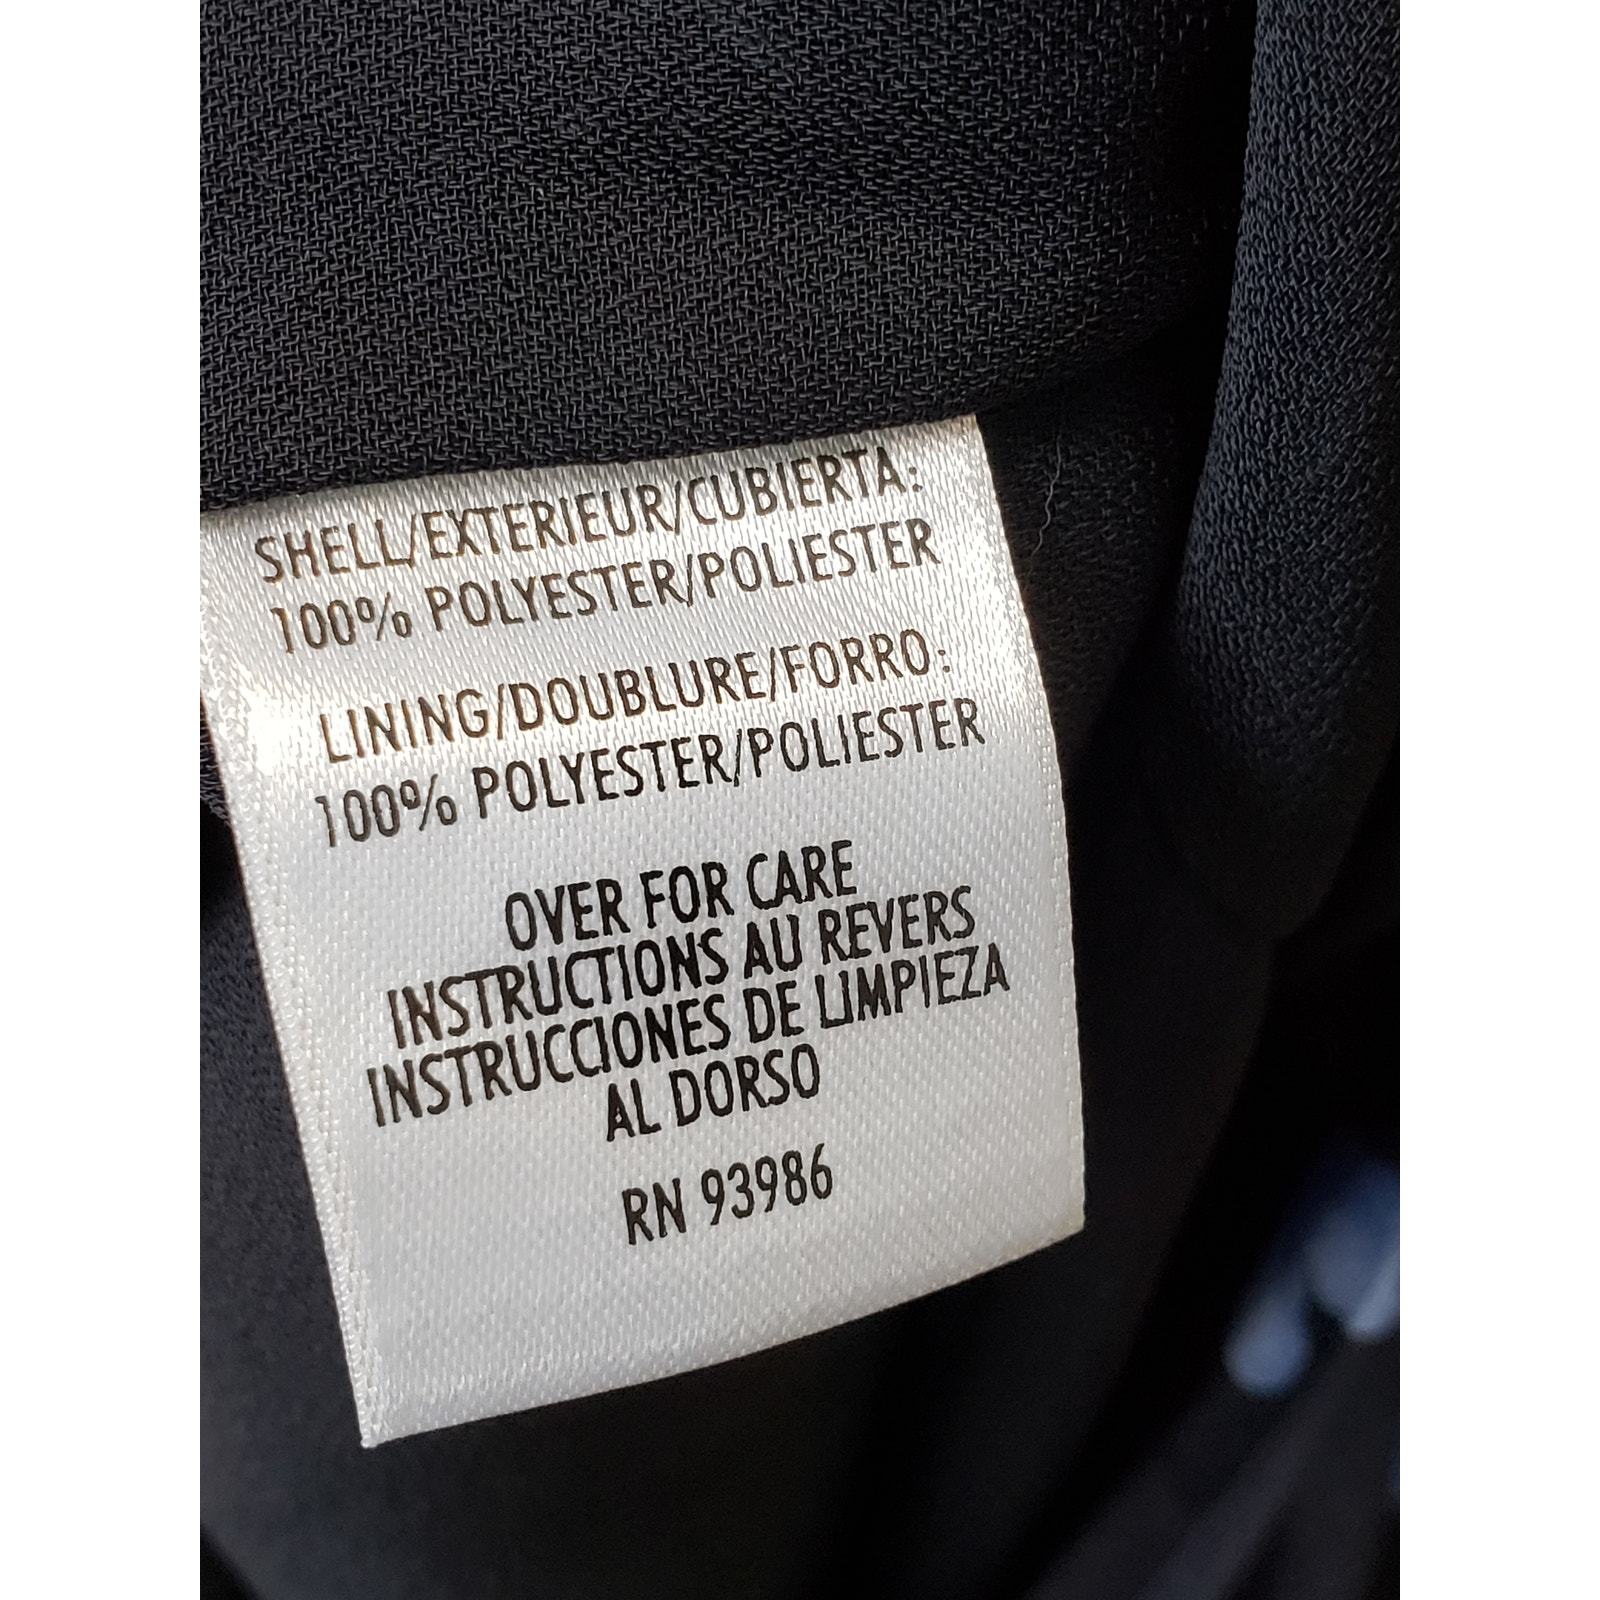 SHELL/EXTERIEUR/CUBIERTA:
100% POLYESTER/POLIESTER
LINING/DOUBLURE/FORRO:
100% POLYESTER/POLIESTER
OVER FOR CARE
INSTRUCTIONS AU REVERS
INSTRUCCIONES DE LIMPIEZA
AL DORSO
RN 93986